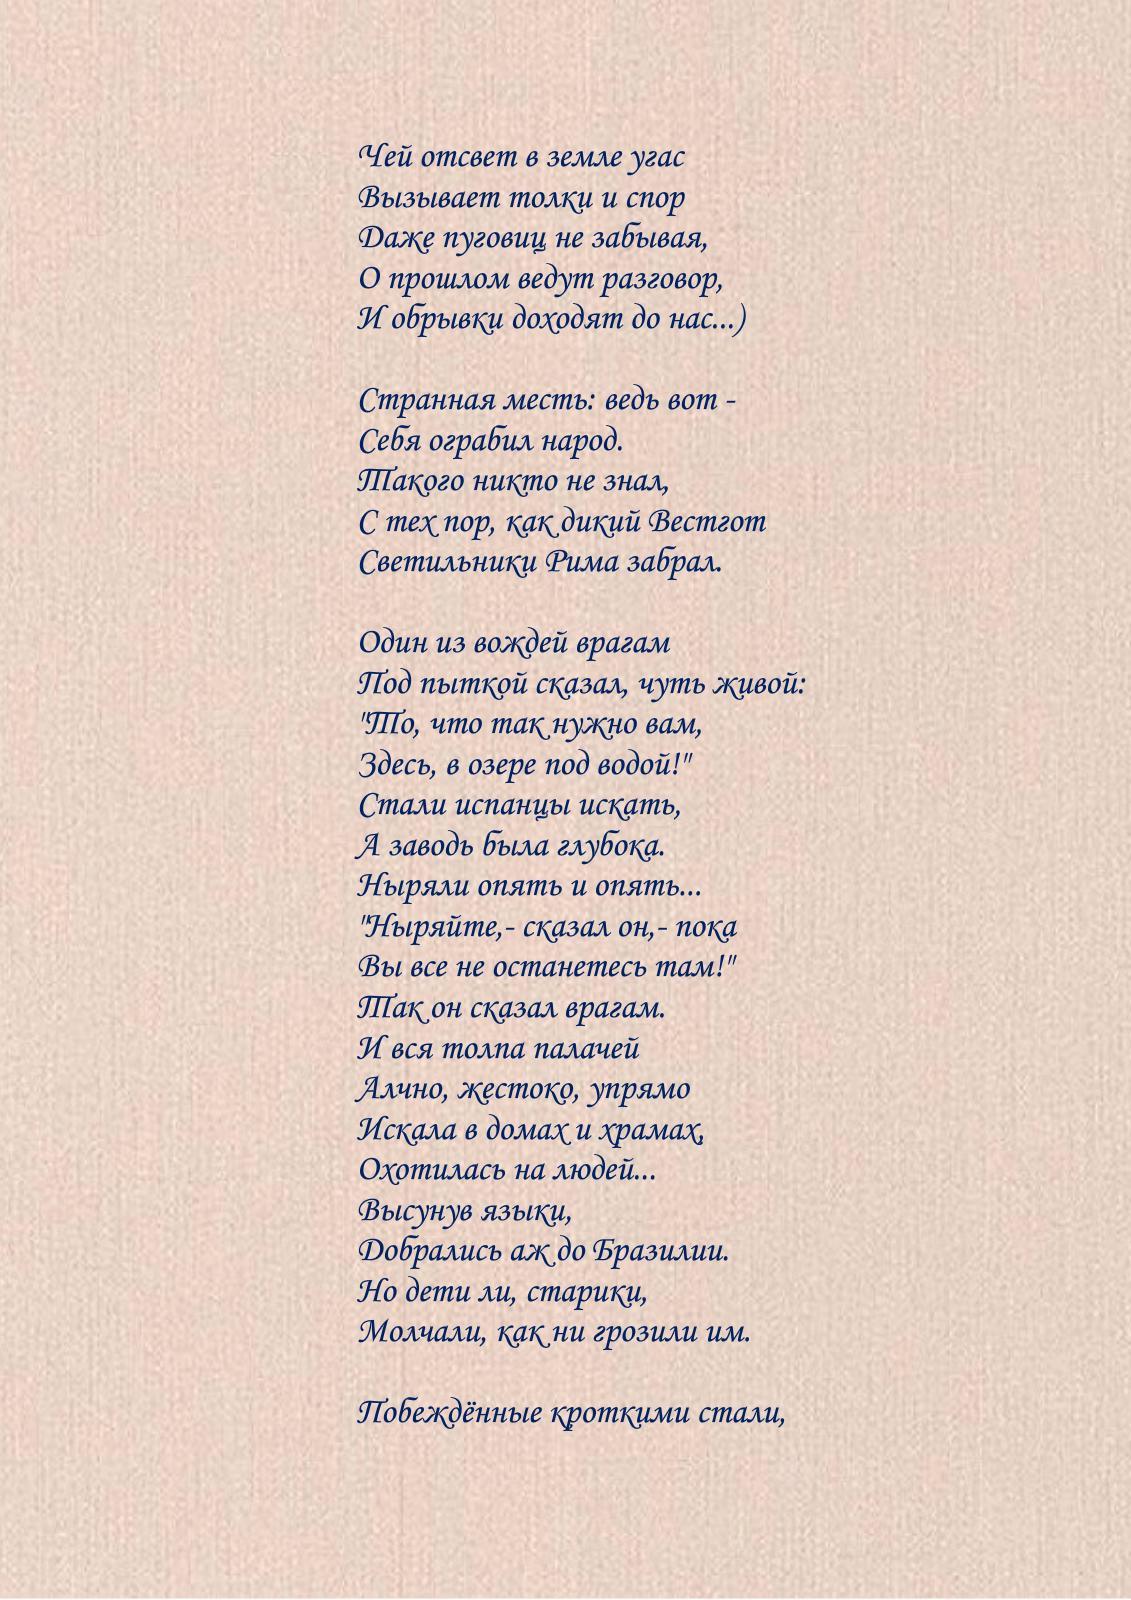 Чей отсвет в земле угас
Вызывает толки и спор
Даже пуговиц не забывая,
О прошлом ведут разговор,
И обрывки доходят до нас...)
Странная месть: ведь вот -
Себя ограбил народ.
Такого никто не знал,
С тех пор, как дикий Вестгот
Светильники Рима забрал.
Один из вождей врагам
Под пыткой сказал, чуть живой:
"То, что так нужно вам,
Здесь, в озере под водой!"
Стали испанцы искать,
А заводь была глубока.
Ныряли опять и опять...
"Ныряйте,- сказал он,- пока
Вы все не останетесь там!"
Так он сказал врагам.
И вся толпа палачей
Алчно, жестоко, упрямо
Искала в домах и храмах,
Охотилась на людей...
Высунув языки,
Добрались аж до Бразилии.
Но дети ли, старики,
Молчали, как ни грозили им.
Побеждённые кроткими стали,